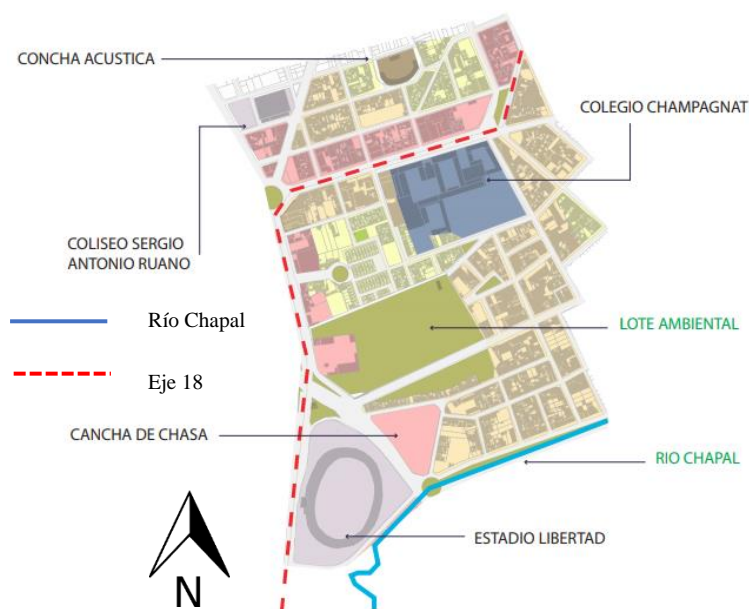 CONCHA ACUSTICA
COLEGIO CHAMPAGNAT
COLISEO SERGIO
ANTONIO RUANO
Río Chapal
LOTE AMBIENTAL
Eje 18
CANCHA DE CHASA
RIO CHAPAL
ESTADIO LIBERTAD
N